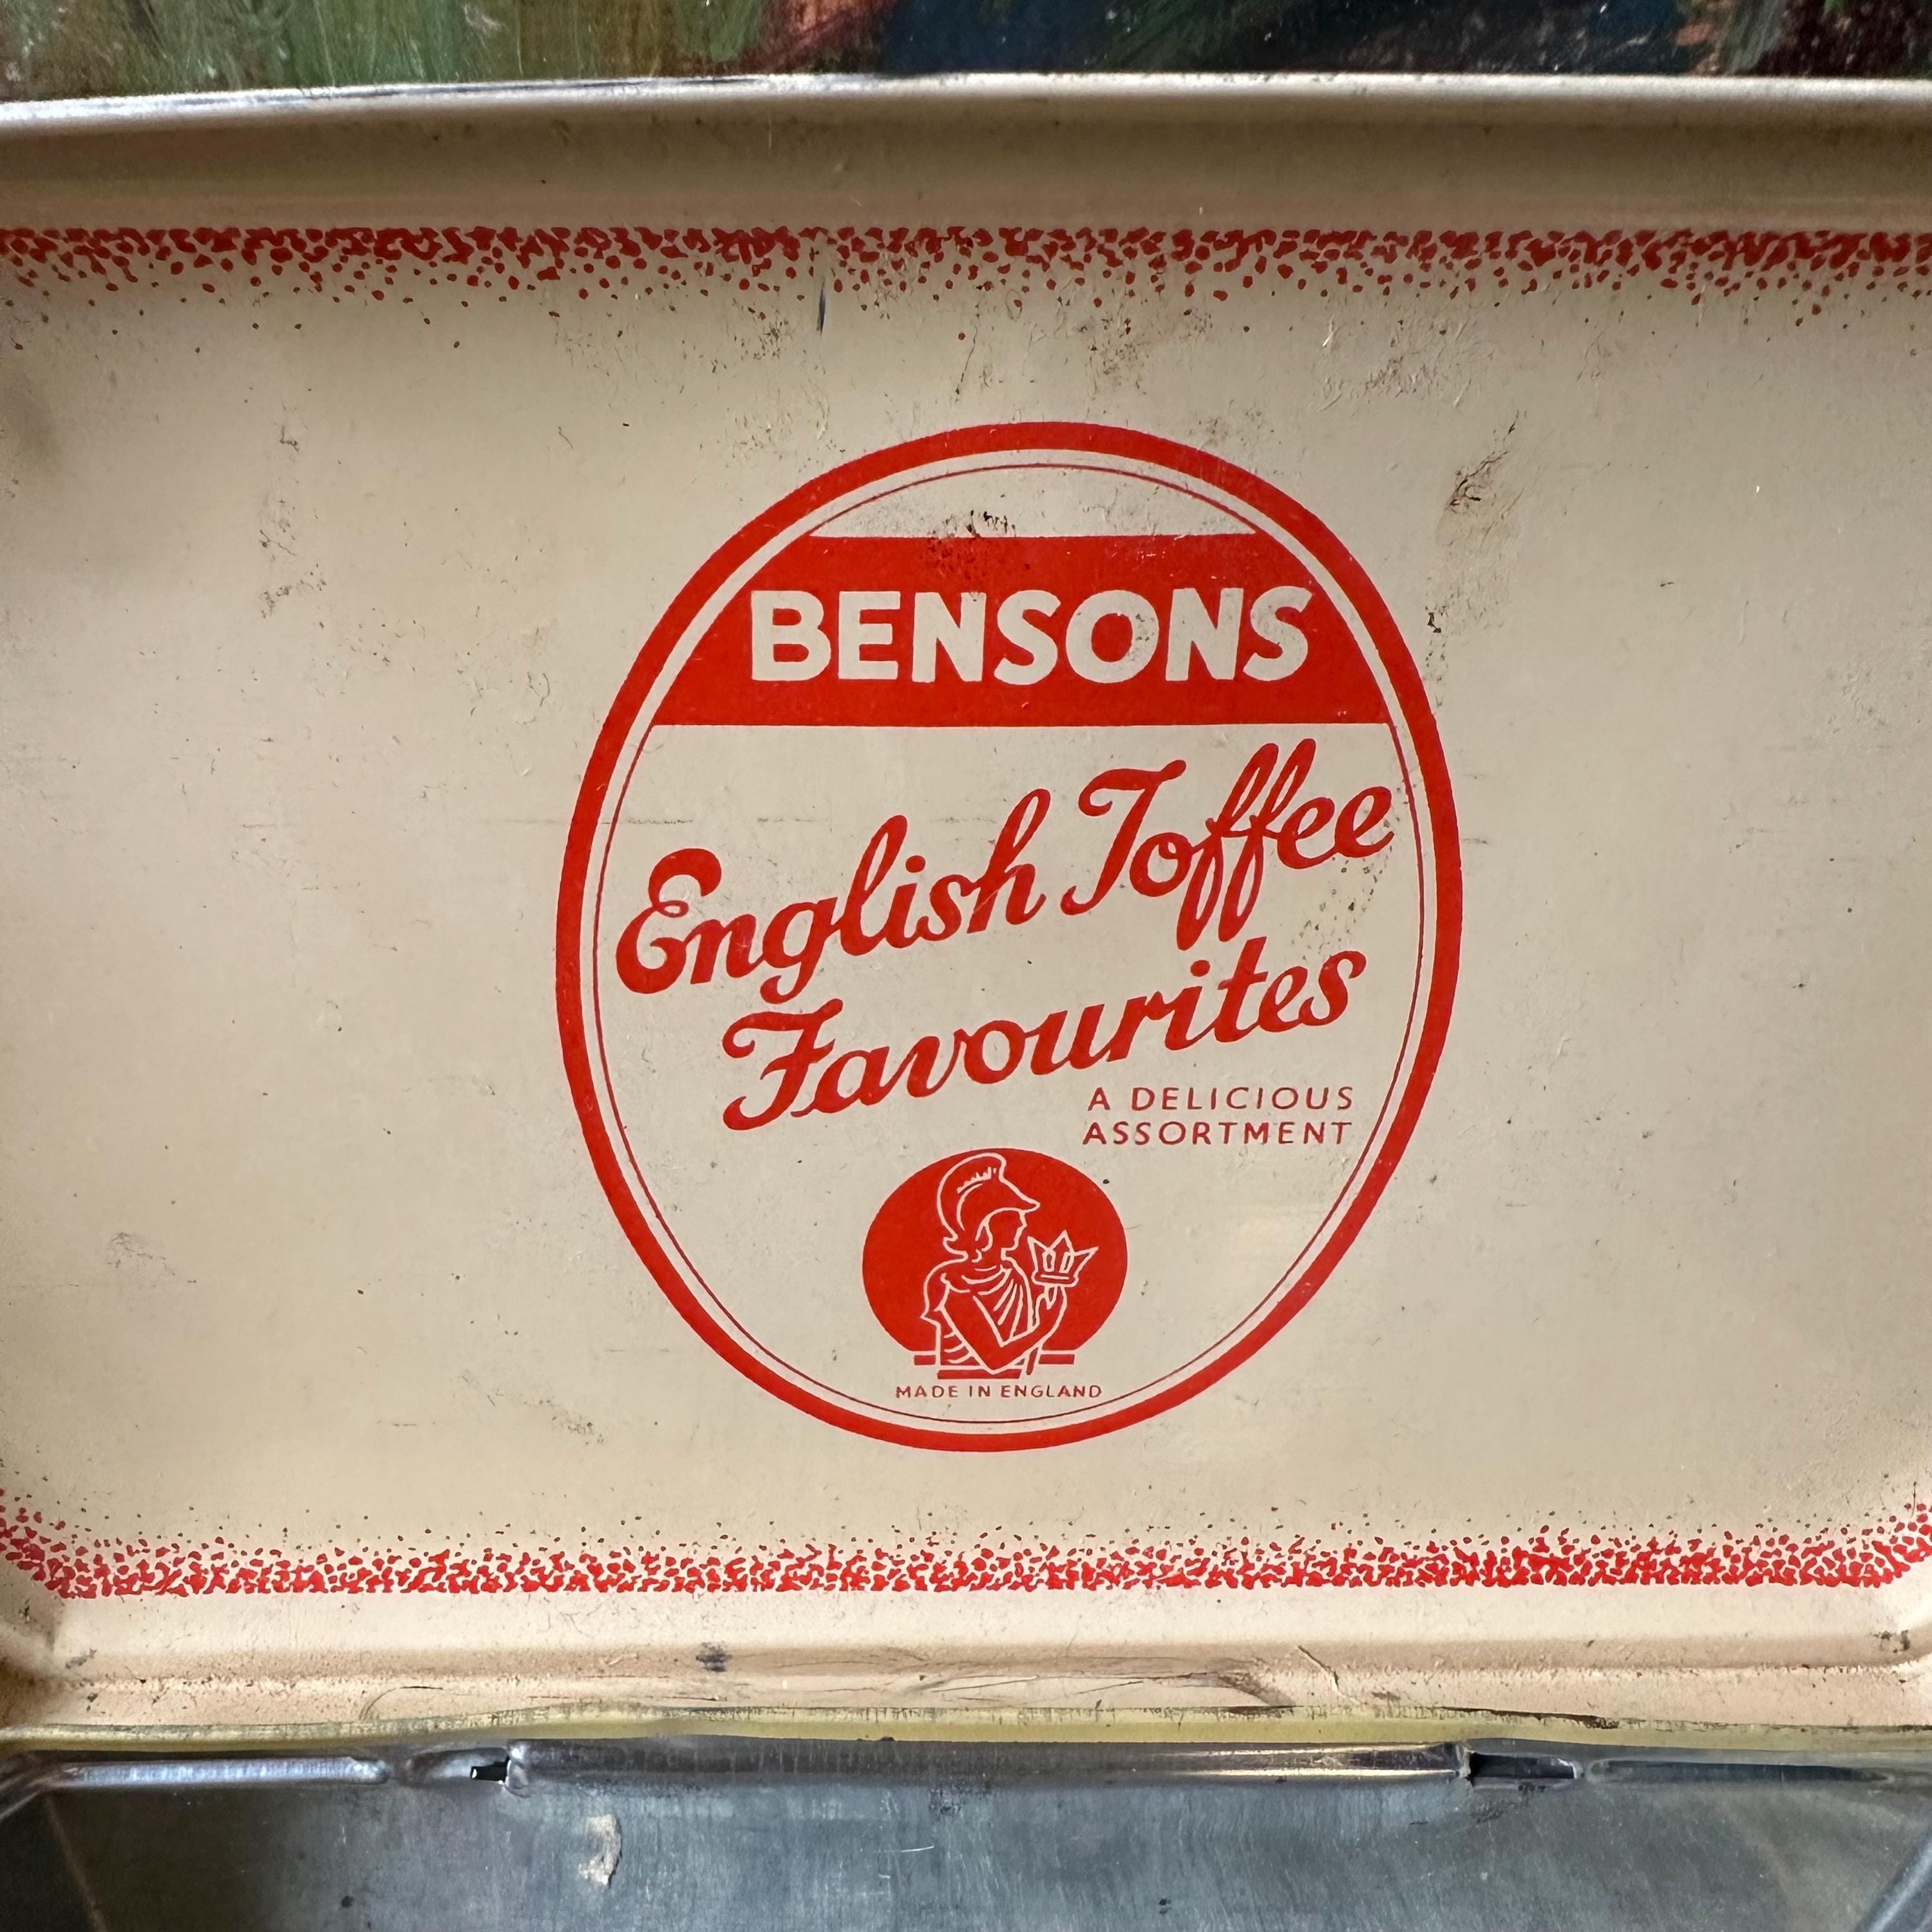 BENSONS
English Toffee
Favourites
A DELICIOUS
ASSORTMENT
MADE IN ENGLAND